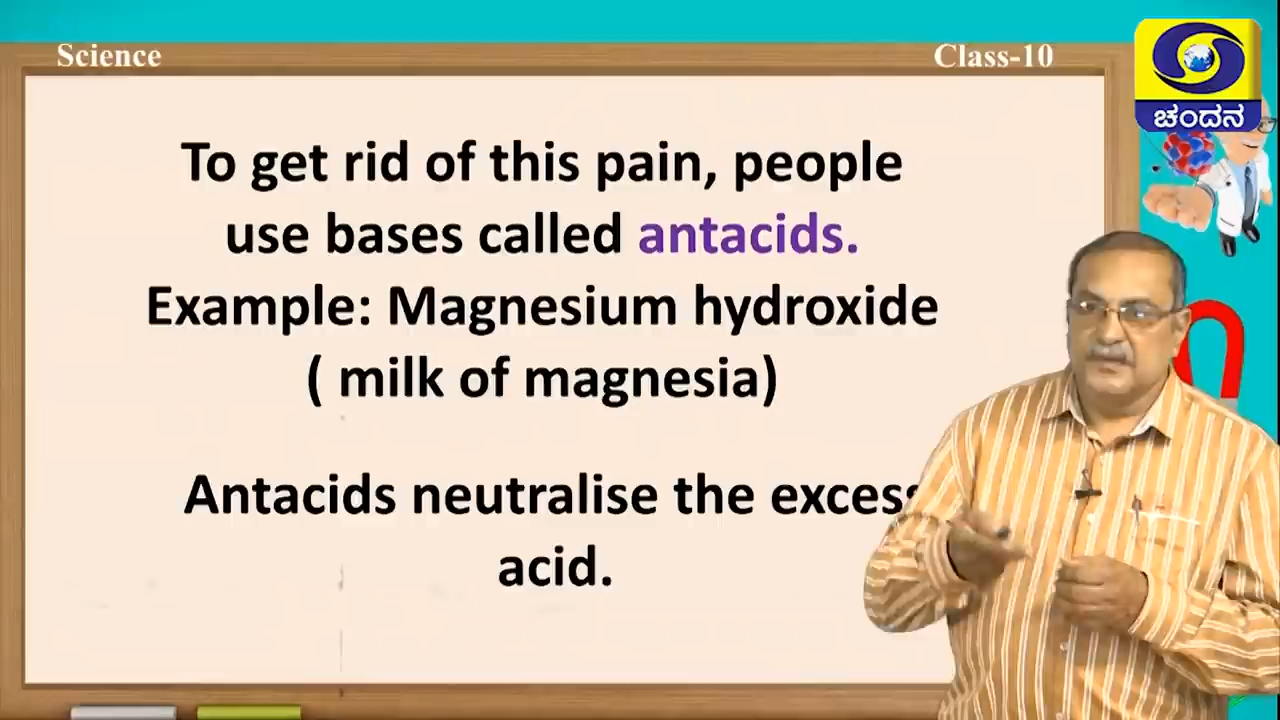 Science
Class-10
ಚಂದನ
To get rid of this pain, people
use bases called antacids.
Example: Magnesium hydroxide
( milk of magnesia)
Antacids neutralise the excess
acid.